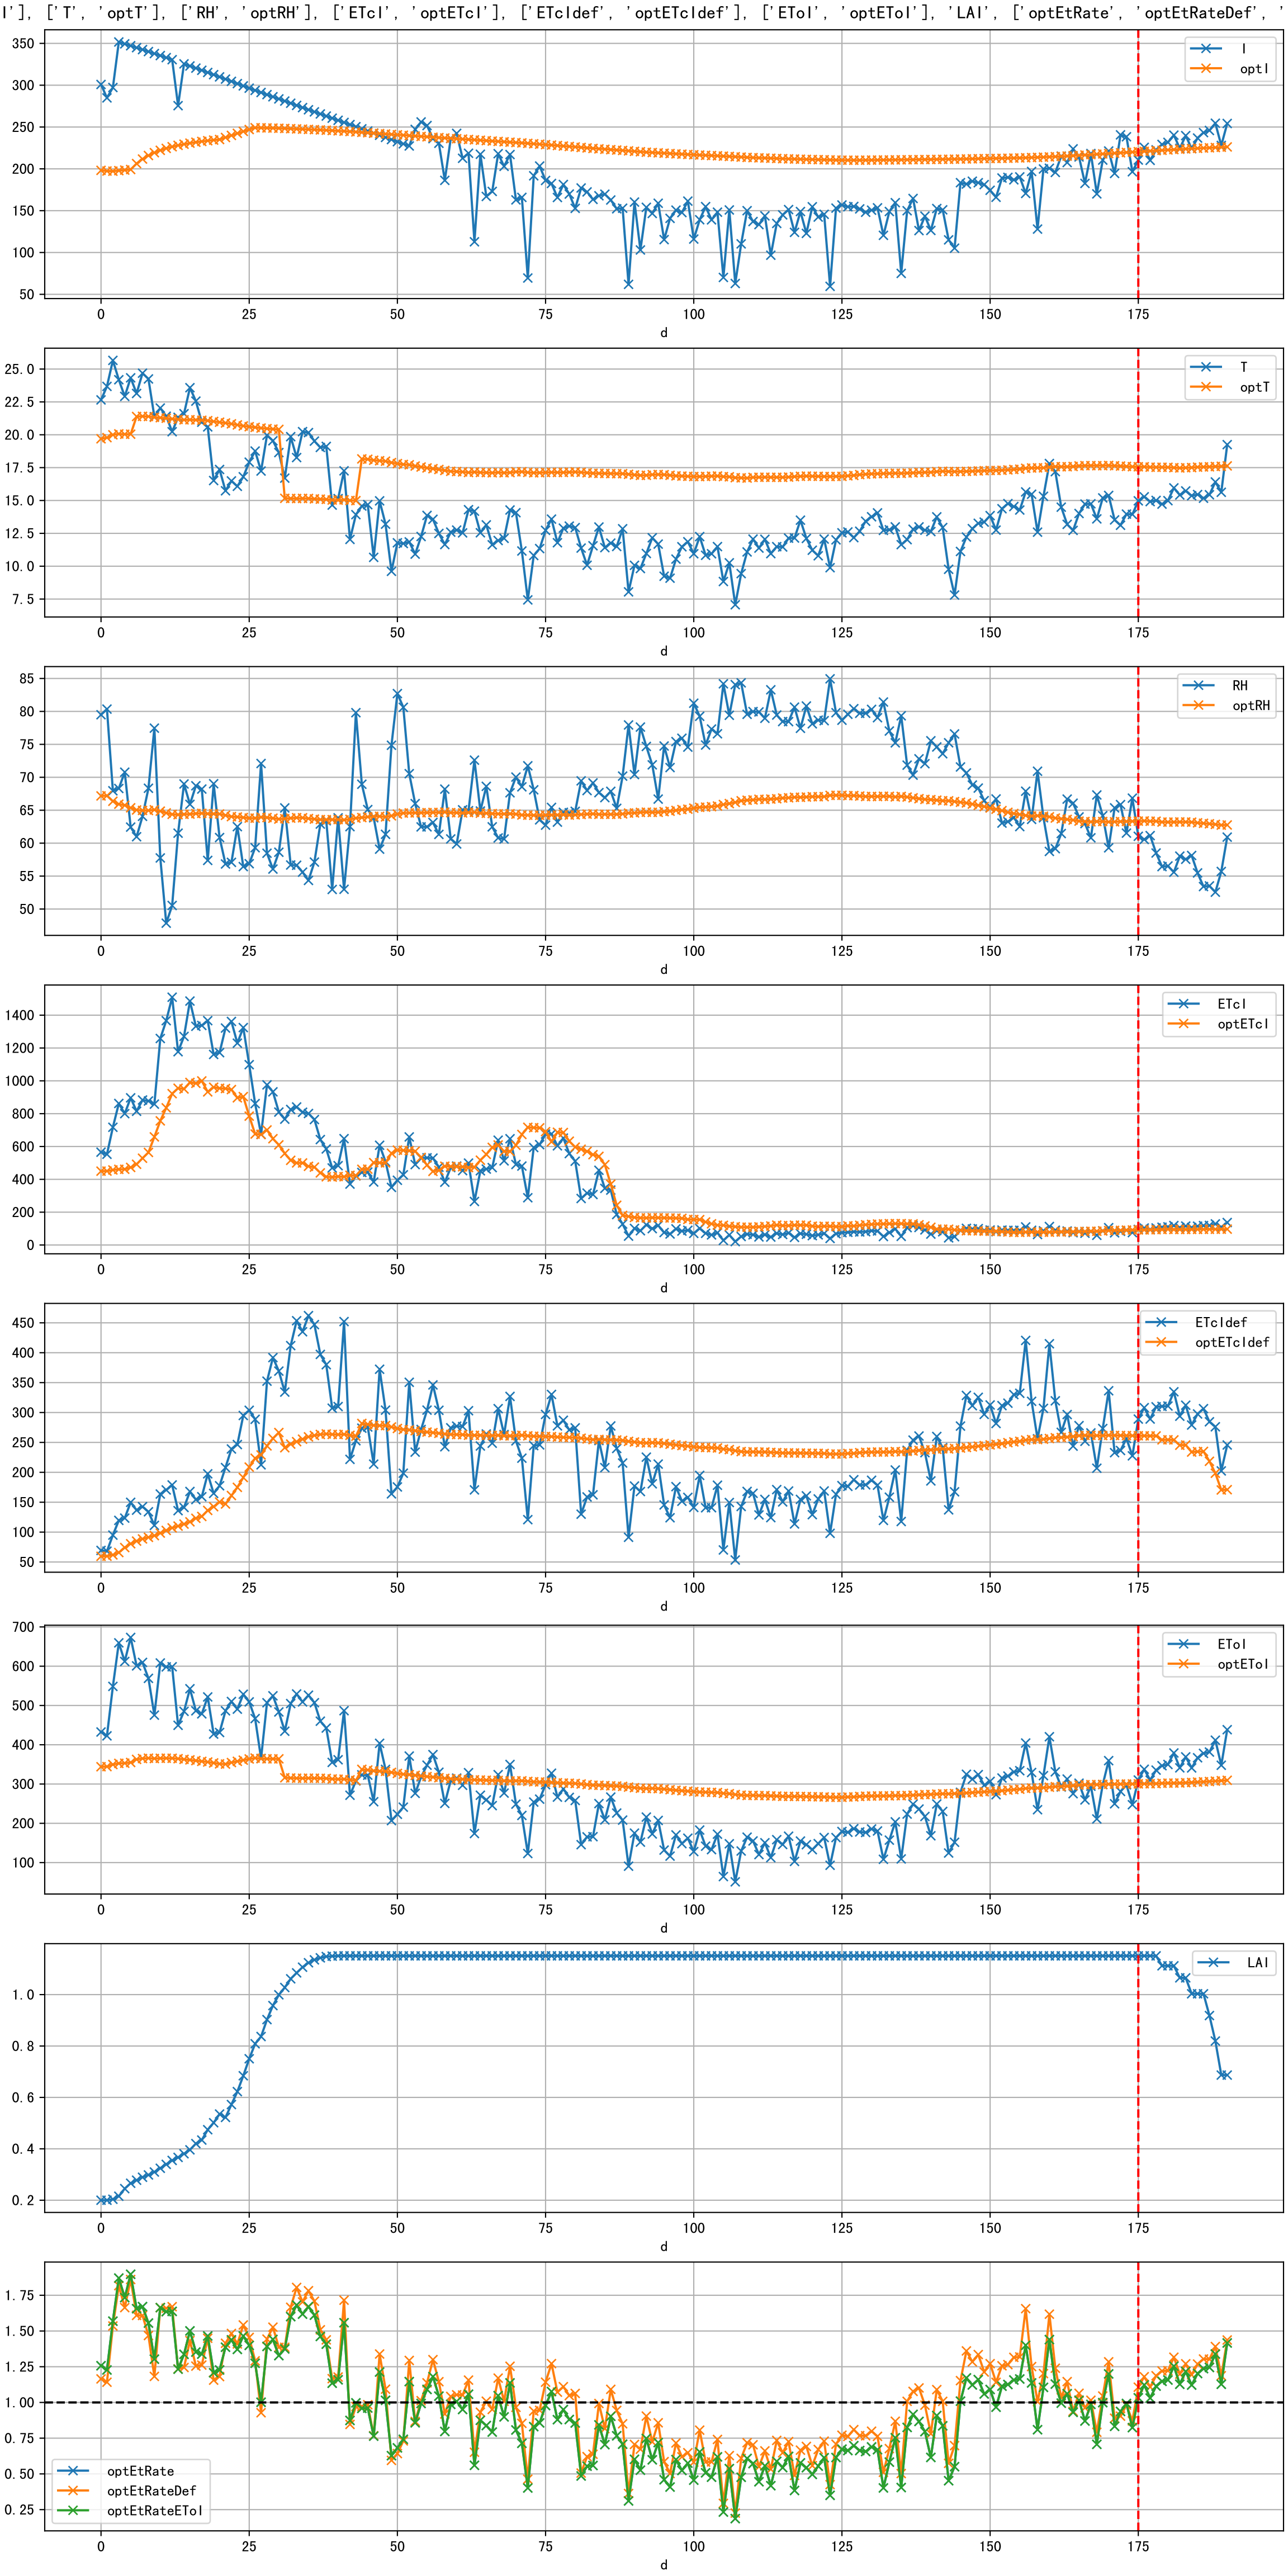 I'], ['T', 'optT'], ['RH', 'optRH'], ['ETcI', 'optETcI'], ['ETcIdef', 'optETcIdef'], ['EToI', 'optEToI'], 'LAI', ['optEtRate', 'optEtRateDef', '
350
300
250
200
150
100
50
I
optI
0 25 50 75 100 125 150 175
d
25.0
22.5
20.0
17.5
15.0
12.5
10.0
7.5
T
optT
0 25 50 75 100 125 150 175
d
85
80
75
70
65
60
55
50
RH
optRH
0 25 50 75 100 125 150 175
d
1400
1200
1000
800
600
400
200
0
ETcI
optETcI
0 25 50 75 100 125 150 175
d
450
400
350
300
250
200
150
100
50
ETcIdef
optETcIdef
0 25 50 75 100 125 150 175
d
700
600
500
400
300
200
100
EToI
optEToI
0 25 50 75 100 125 150 175
d
1.0
0.8
0.6
0.4
0.2
LAI
0 25 50 75 100 125 150 175
d
1.75
1.50
1.25
1.00
0.75
0.50
0.25
optEtRate
optEtRateDef
optEtRateEToI
0 25 50 75 100 125 150 175
d